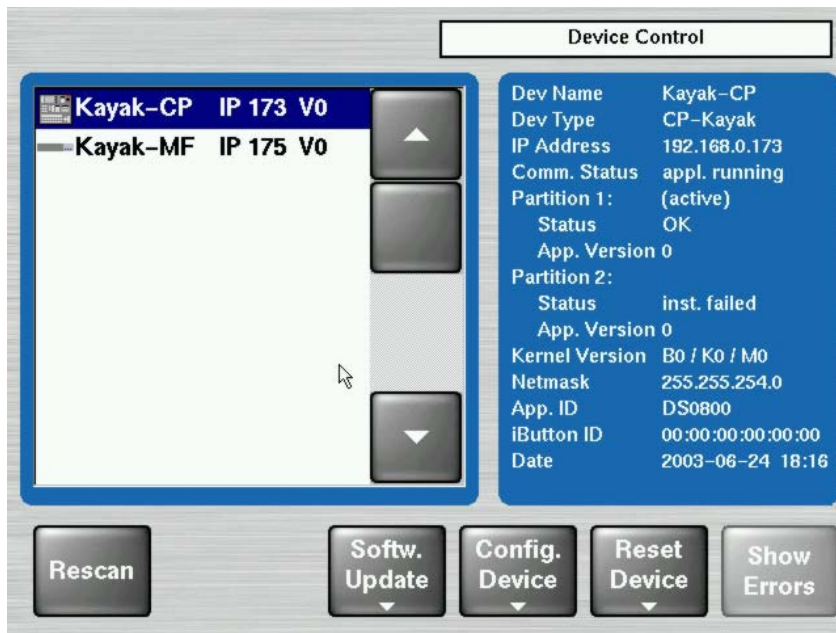 Device Control
Kayak-CP IP 173 V0
Kayak-MF IP 175 V0
Dev Name Kayak-CP
Dev Type CP-Kayak
IP Address 192.168.0.173
Comm. Status appl. running
Partition 1: (active)
Status OK
App. Version 0
Partition 2:
Status inst. failed
App. Version 0
Kernel Version B0 / K0 / M0
Netmask 255.255.254.0
App. ID DS0800
iButton ID 00:00:00:00:00:00
Date 2003-06-24 18:16
Rescan
Softw.
Update
Config.
Device
Reset
Device
Show
Errors